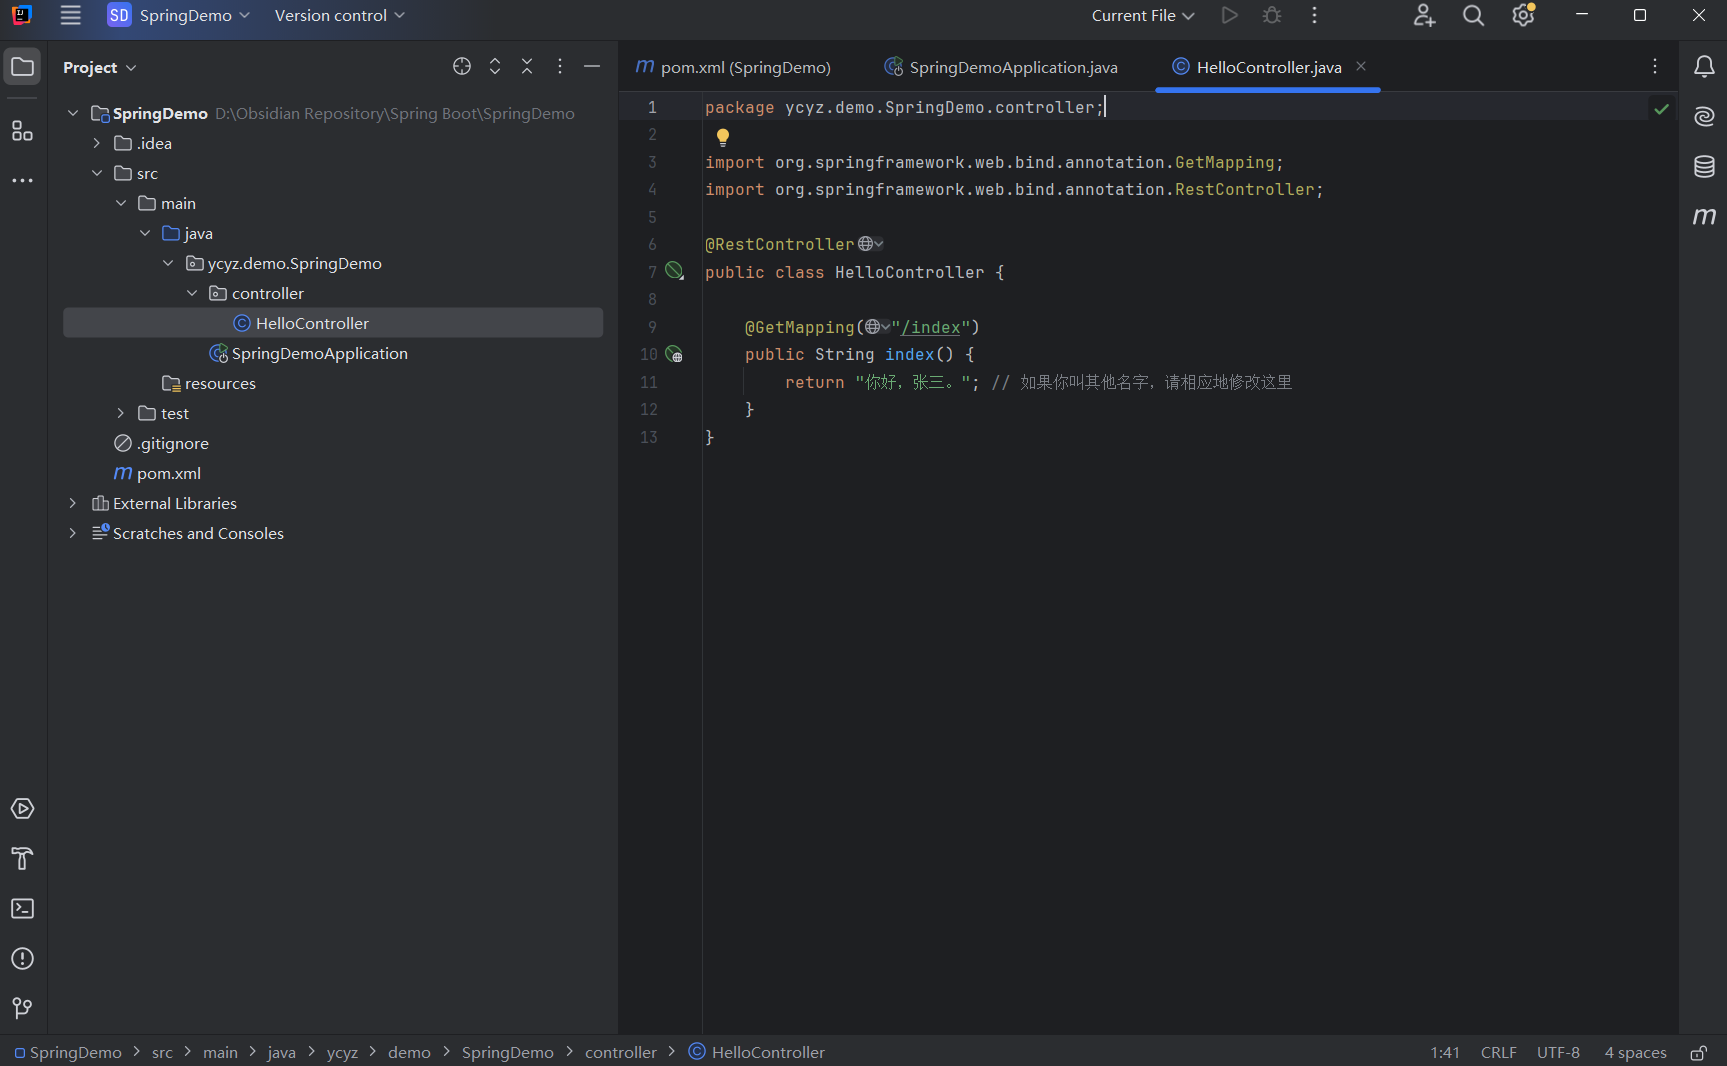 SD SpringDemo Version control Current File
Project
pom.xml (SpringDemo) SpringDemoApplication.java HelloController.java
SpringDemo D:\Obsidian Repository\Spring Boot\SpringDemo
.idea
src
main
java
ycyz.demo.SpringDemo
controller
HelloController
SpringDemoApplication
resources
test
.gitignore
pom.xml
External Libraries
Scratches and Consoles
1 package ycyz.demo.SpringDemo.controller;
2
3 import org.springframework.web.bind.annotation.GetMapping;
4 import org.springframework.web.bind.annotation.RestController;
5
6 @RestController
7 public class HelloController {
8
9 @GetMapping("/index")
10 public String index() {
11 return "你好，张三。"; // 如果你叫其他名字，请相应地修改这里
12 }
13 }
SpringDemo > src > main > java > ycyz > demo > SpringDemo > controller > HelloController
1:41 CRLF UTF-8 4 spaces